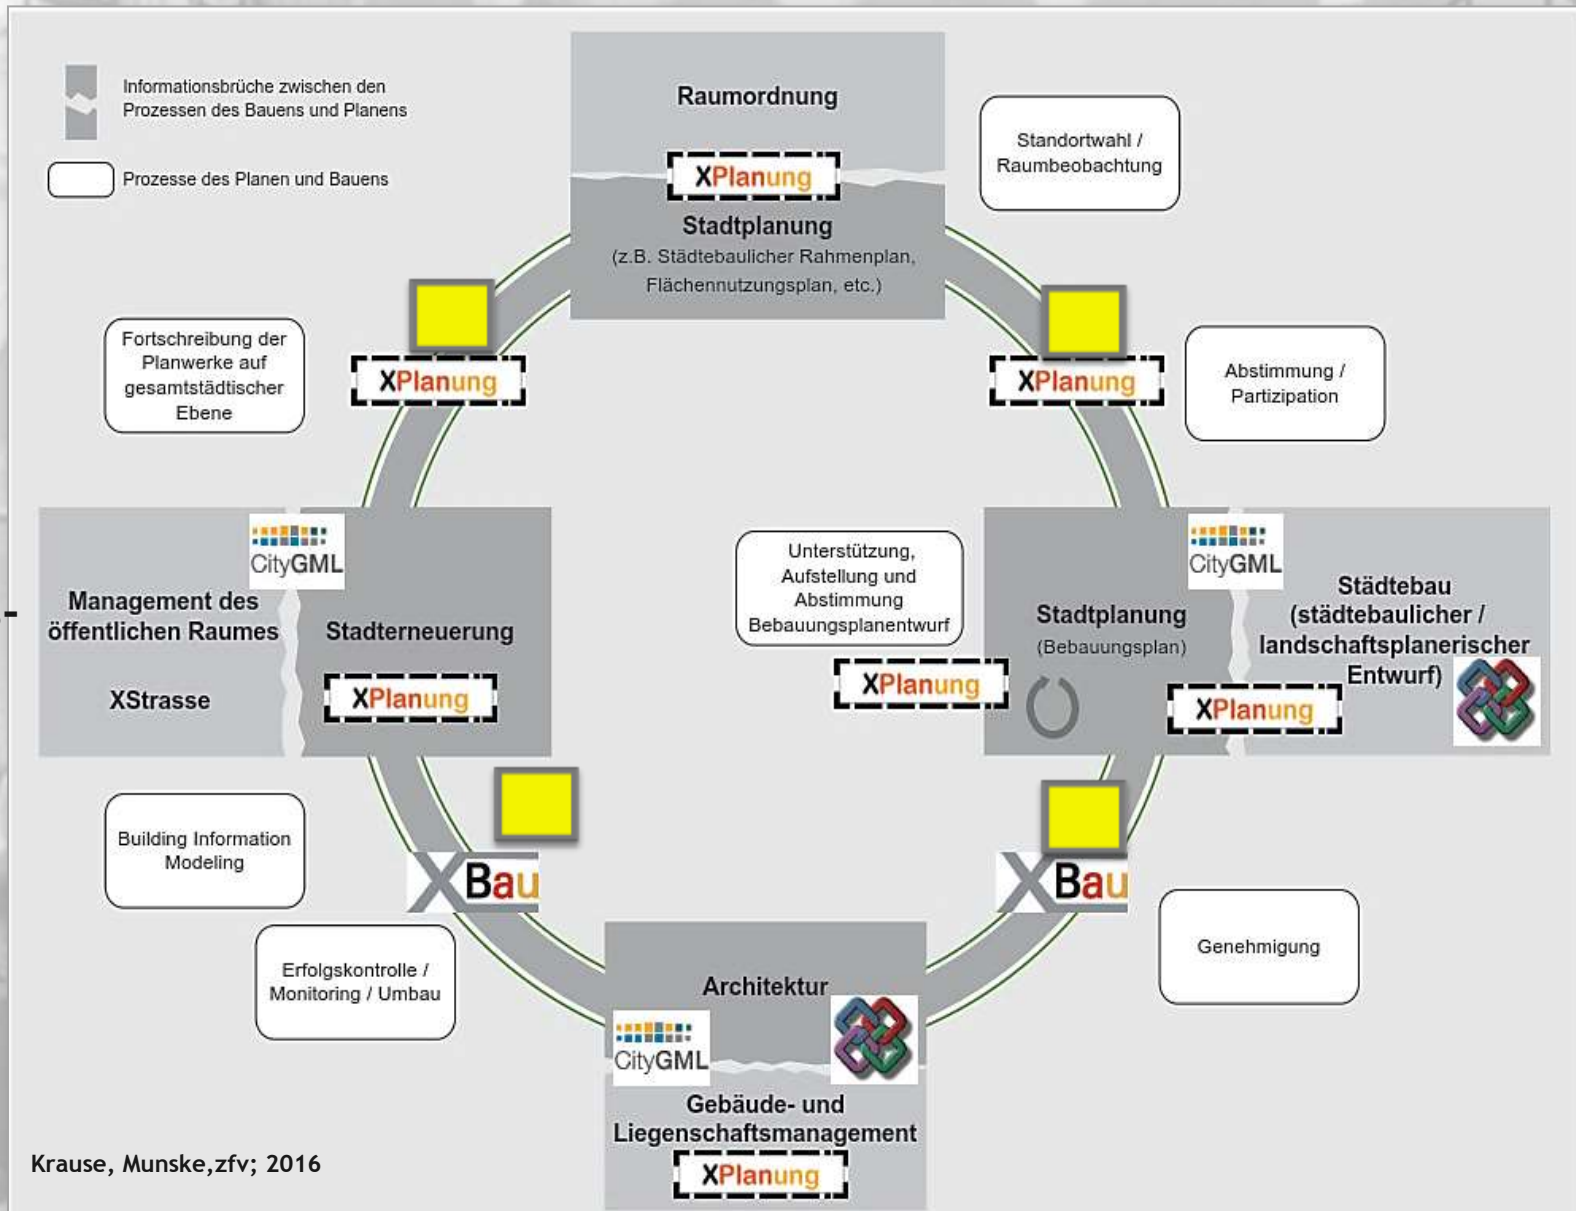 Informationsbrüche zwischen den
Prozessen des Bauens und Planens
Prozesse des Planen und Bauens
Raumordnung
XPlanung
Stadtplanung
(z.B. Städtebaulicher Rahmenplan,
Flächennutzungsplan, etc.)
Standortwahl /
Raumbeobachtung
Fortschreibung der
Planwerke auf
gesamtstädtischer
Ebene
XPlanung
XPlanung
Abstimmung /
Partizipation
CityGML
Management des
öffentlichen Raumes
XStrasse
Stadterneuerung
XPlanung
Unterstützung,
Aufstellung und
Abstimmung
Bebauungsplanentwurf
XPlanung
Stadtplanung
(Bebauungsplan)
CityGML
Städtebau
(städtebaulicher /
landschaftsplanerischer
Entwurf)
XPlanung
Building Information
Modeling
XBau
XBau
Erfolgskontrolle /
Monitoring / Umbau
Genehmigung
Architektur
CityGML
Gebäude- und
Liegenschaftsmanagement
XPlanung
Krause, Munske,zfv; 2016